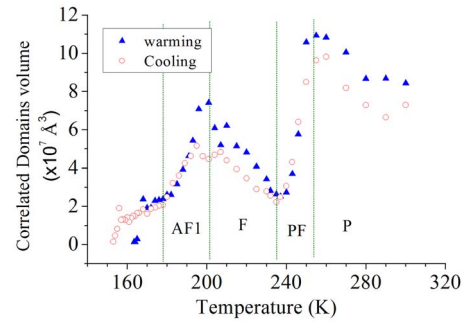 12
10
8
6
4
2
0
Correlated Domains volume
(x10⁷ Å³)
warming
Cooling
AF1
F
PF
P
160 200 240 280 320
Temperature (K)